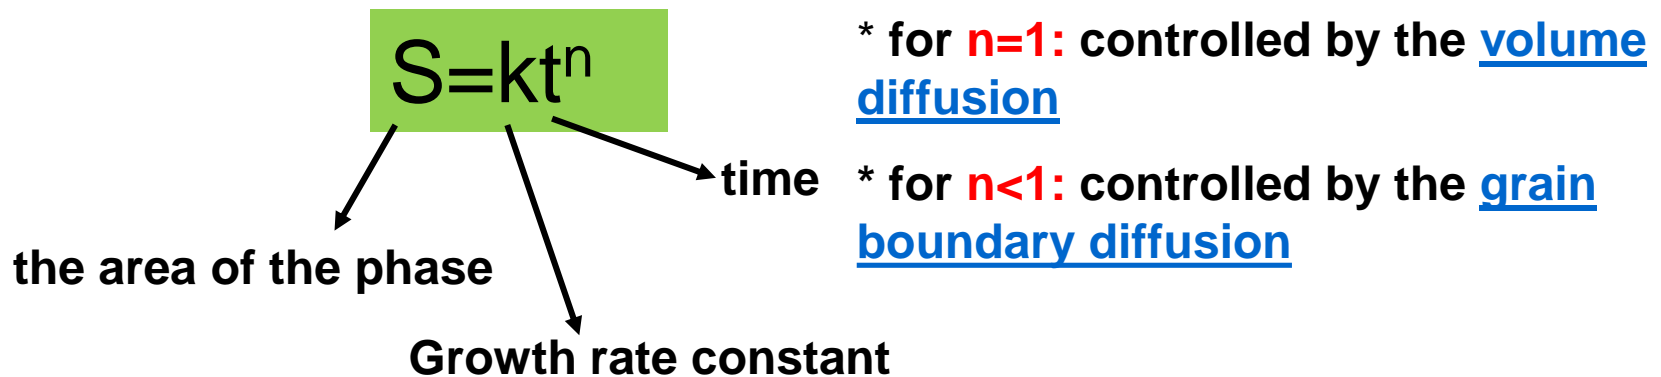 S=ktⁿ
the area of the phase
Growth rate constant
time
* for n=1: controlled by the volume
diffusion
* for n<1: controlled by the grain
boundary diffusion